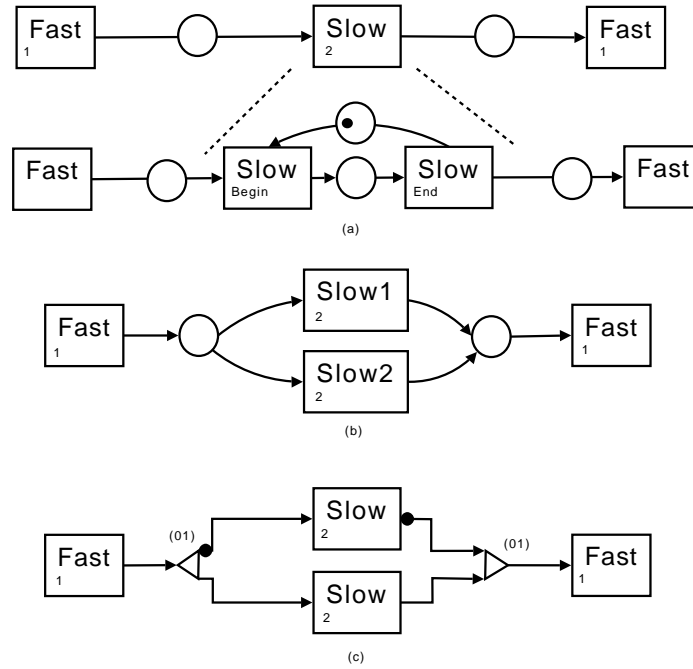 Fast
1
Slow
2
Fast
1
Fast
Slow
Begin
Slow
End
Fast
(a)
Slow1
2
Fast
1
Fast
1
Slow2
2
(b)
Slow
2
(01)
(01)
Fast
1
Fast
1
Slow
2
(c)